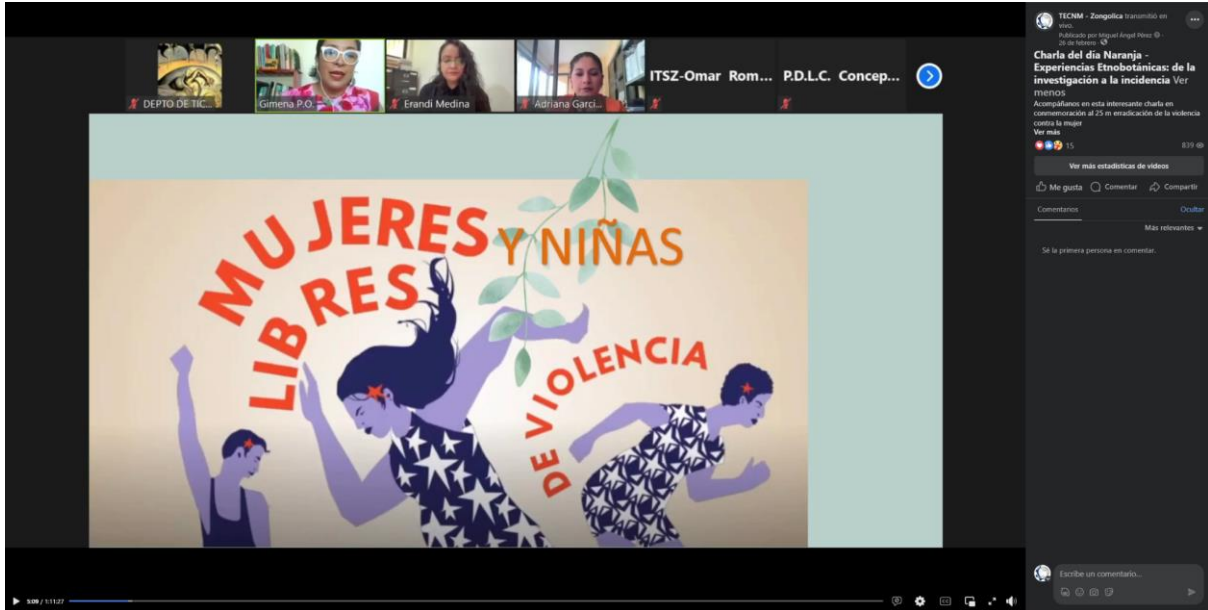 DEPTO DE TIC...
Gimena P.O.
Erandi Medina
Adriana Garci...
ITSZ-Omar Rom...
P.D.L.C. Concep...
MUJERES
LIBRES
Y NIÑAS
DE VIOLENCIA
5:09 / 1:11:27
TECNM - Zongolica transmitió en
vivo.
Publicado por Miguel Ángel Pérez ·
26 de febrero ·
Charla del día Naranja -
Experiencias Etnobotánicas: de la
investigación a la incidencia Ver
menos
Acompáñanos en esta interesante charla en
conmemoración al 25 m erradicación de la violencia
contra la mujer
Ver más
15
839
Ver más estadísticas de vídeos
Me gusta
Comentar
Compartir
Comentarios
Ocultar
Más relevantes
Sé la primera persona en comentar.
Escribe un comentario...